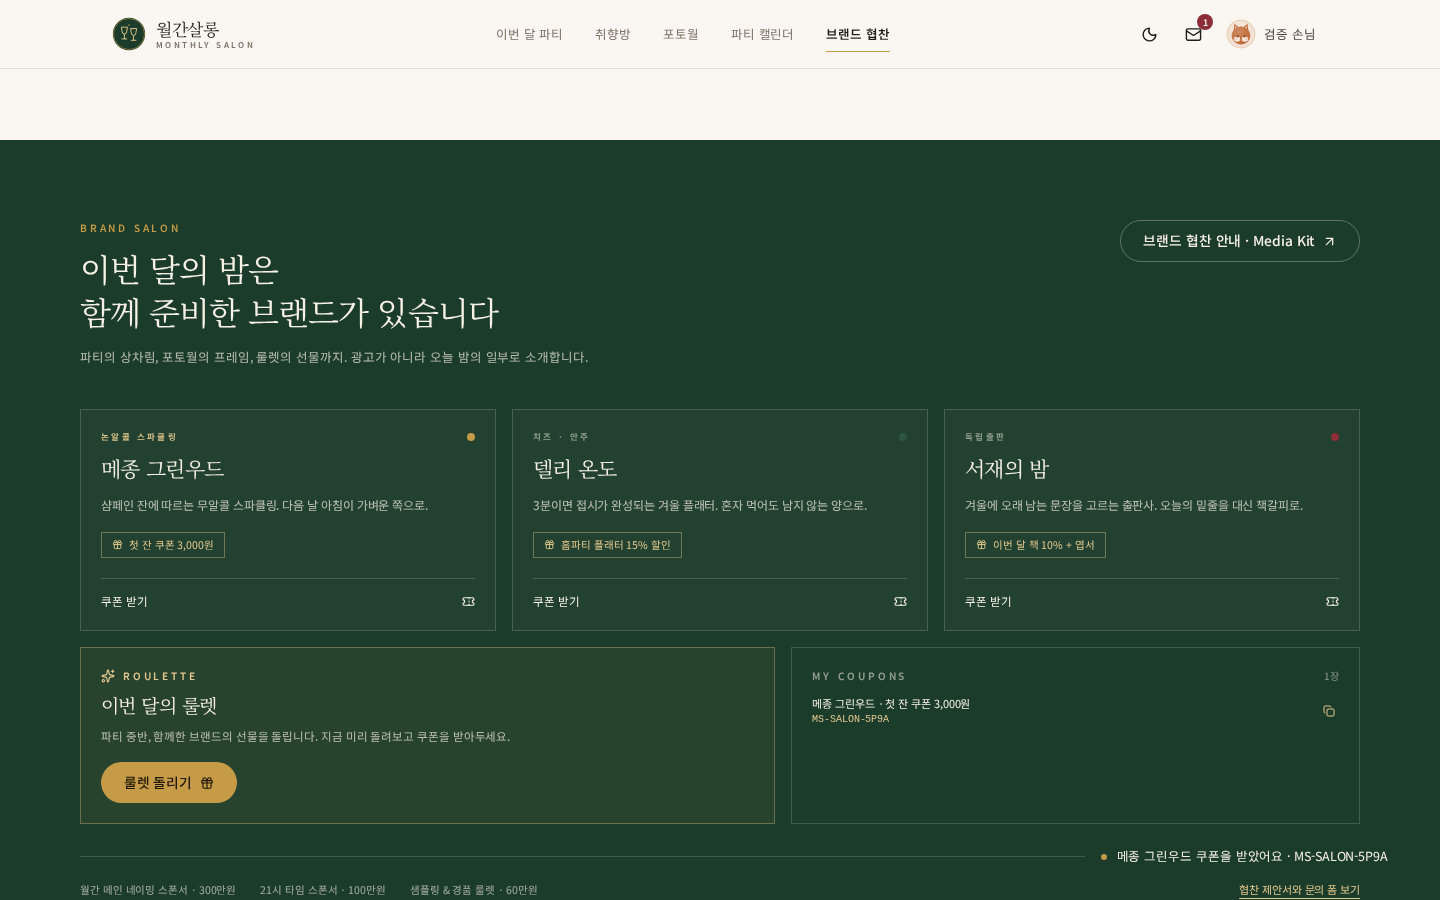 월간살롱
MONTHLY SALON
이번 달 파티
취향방
포토월
파티 캘린더
브랜드 협찬
1
검증 손님
BRAND SALON
이번 달의 밤은
함께 준비한 브랜드가 있습니다
파티의 상차림, 포토월의 프레임, 룰렛의 선물까지. 광고가 아니라 오늘 밤의 일부로 소개합니다.
브랜드 협찬 안내 · Media Kit
논알콜 스파클링
메종 그린우드
샴페인 잔에 따르는 무알콜 스파클링. 다음 날 아침이 가벼운 쪽으로.
첫 잔 쿠폰 3,000원
쿠폰 받기
치즈 · 안주
델리 온도
3분이면 접시가 완성되는 겨울 플래터. 혼자 먹어도 남지 않는 양으로.
홈파티 플래터 15% 할인
쿠폰 받기
독립출판
서재의 밤
겨울에 오래 남는 문장을 고르는 출판사. 오늘의 밑줄을 대신 책갈피로.
이번 달 책 10% + 엽서
쿠폰 받기
ROULETTE
이번 달의 룰렛
파티 중반, 함께한 브랜드의 선물을 돌립니다. 지금 미리 돌려보고 쿠폰을 받아두세요.
룰렛 돌리기
MY COUPONS
1장
메종 그린우드 · 첫 잔 쿠폰 3,000원
MS-SALON-5P9A
메종 그린우드 쿠폰을 받았어요 · MS-SALON-5P9A
월간 메인 네이밍 스폰서 · 300만원
21시 타임 스폰서 · 100만원
샘플링 & 경품 룰렛 · 60만원
협찬 제안서와 문의 폼 보기